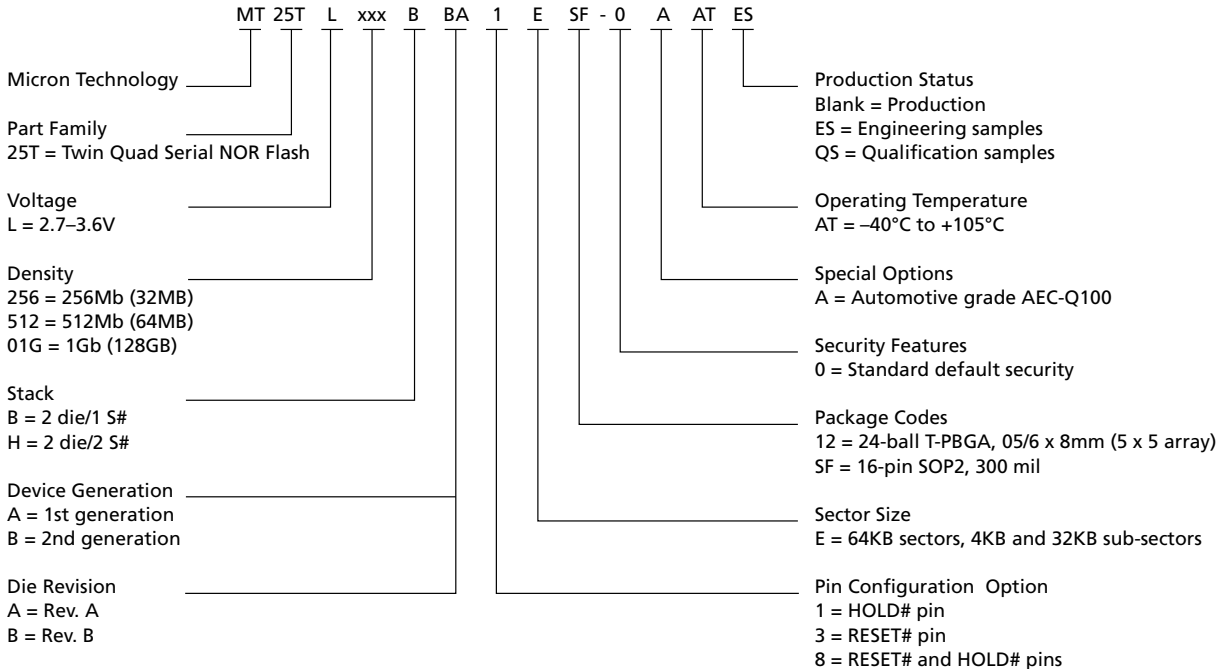 MT 25T L xxx B BA 1 E SF - 0 A AT ES
Micron Technology
Part Family
25T = Twin Quad Serial NOR Flash
Voltage
L = 2.7–3.6V
Density
256 = 256Mb (32MB)
512 = 512Mb (64MB)
01G = 1Gb (128GB)
Stack
B = 2 die/1 S#
H = 2 die/2 S#
Device Generation
A = 1st generation
B = 2nd generation
Die Revision
A = Rev. A
B = Rev. B
Production Status
Blank = Production
ES = Engineering samples
QS = Qualification samples
Operating Temperature
AT = –40°C to +105°C
Special Options
A = Automotive grade AEC-Q100
Security Features
0 = Standard default security
Package Codes
12 = 24-ball T-PBGA, 05/6 x 8mm (5 x 5 array)
SF = 16-pin SOP2, 300 mil
Sector Size
E = 64KB sectors, 4KB and 32KB sub-sectors
Pin Configuration Option
1 = HOLD# pin
3 = RESET# pin
8 = RESET# and HOLD# pins